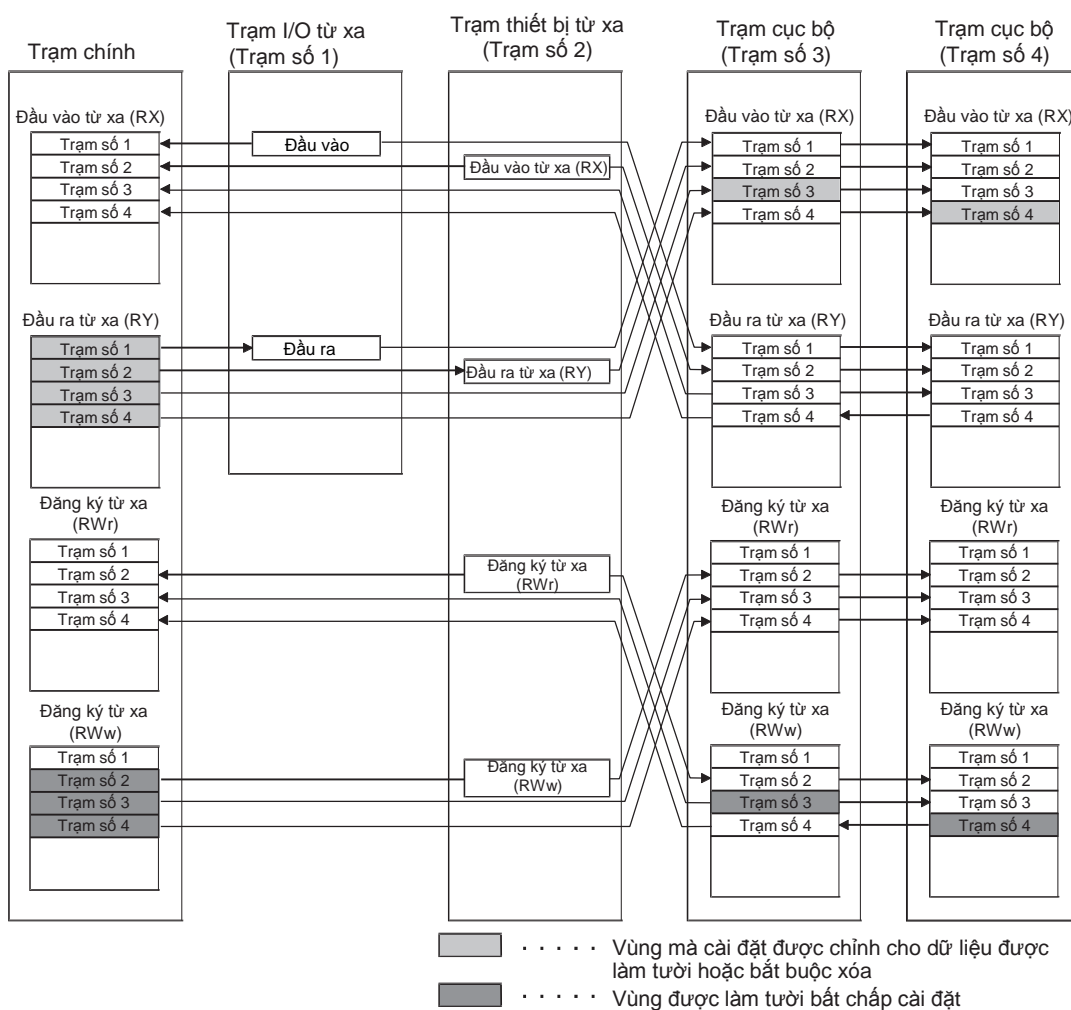 Trạm chính
Trạm I/O từ xa
(Trạm số 1)
Trạm thiết bị từ xa
(Trạm số 2)
Trạm cục bộ
(Trạm số 3)
Trạm cục bộ
(Trạm số 4)
Đầu vào từ xa (RX)
Trạm số 1
Trạm số 2
Trạm số 3
Trạm số 4
Đầu vào
Đầu vào từ xa (RX)
Đầu vào từ xa (RX)
Trạm số 1
Trạm số 2
Trạm số 3
Trạm số 4
Đầu vào từ xa (RX)
Trạm số 1
Trạm số 2
Trạm số 3
Trạm số 4
Đầu ra từ xa (RY)
Trạm số 1
Trạm số 2
Trạm số 3
Trạm số 4
Đầu ra
Đầu ra từ xa (RY)
Đầu ra từ xa (RY)
Trạm số 1
Trạm số 2
Trạm số 3
Trạm số 4
Đầu ra từ xa (RY)
Trạm số 1
Trạm số 2
Trạm số 3
Trạm số 4
Đăng ký từ xa
(RWr)
Trạm số 1
Trạm số 2
Trạm số 3
Trạm số 4
Đăng ký từ xa
(RWr)
Đăng ký từ xa
(RWr)
Trạm số 1
Trạm số 2
Trạm số 3
Trạm số 4
Đăng ký từ xa
(RWr)
Trạm số 1
Trạm số 2
Trạm số 3
Trạm số 4
Đăng ký từ xa
(RWw)
Trạm số 1
Trạm số 2
Trạm số 3
Trạm số 4
Đăng ký từ xa
(RWw)
Đăng ký từ xa
(RWw)
Trạm số 1
Trạm số 2
Trạm số 3
Trạm số 4
Đăng ký từ xa
(RWw)
Trạm số 1
Trạm số 2
Trạm số 3
Trạm số 4
· · · · · Vùng mà cài đặt được chỉnh cho dữ liệu được
làm tười hoặc bắt buộc xóa
· · · · · Vùng được làm tười bất chấp cài đặt